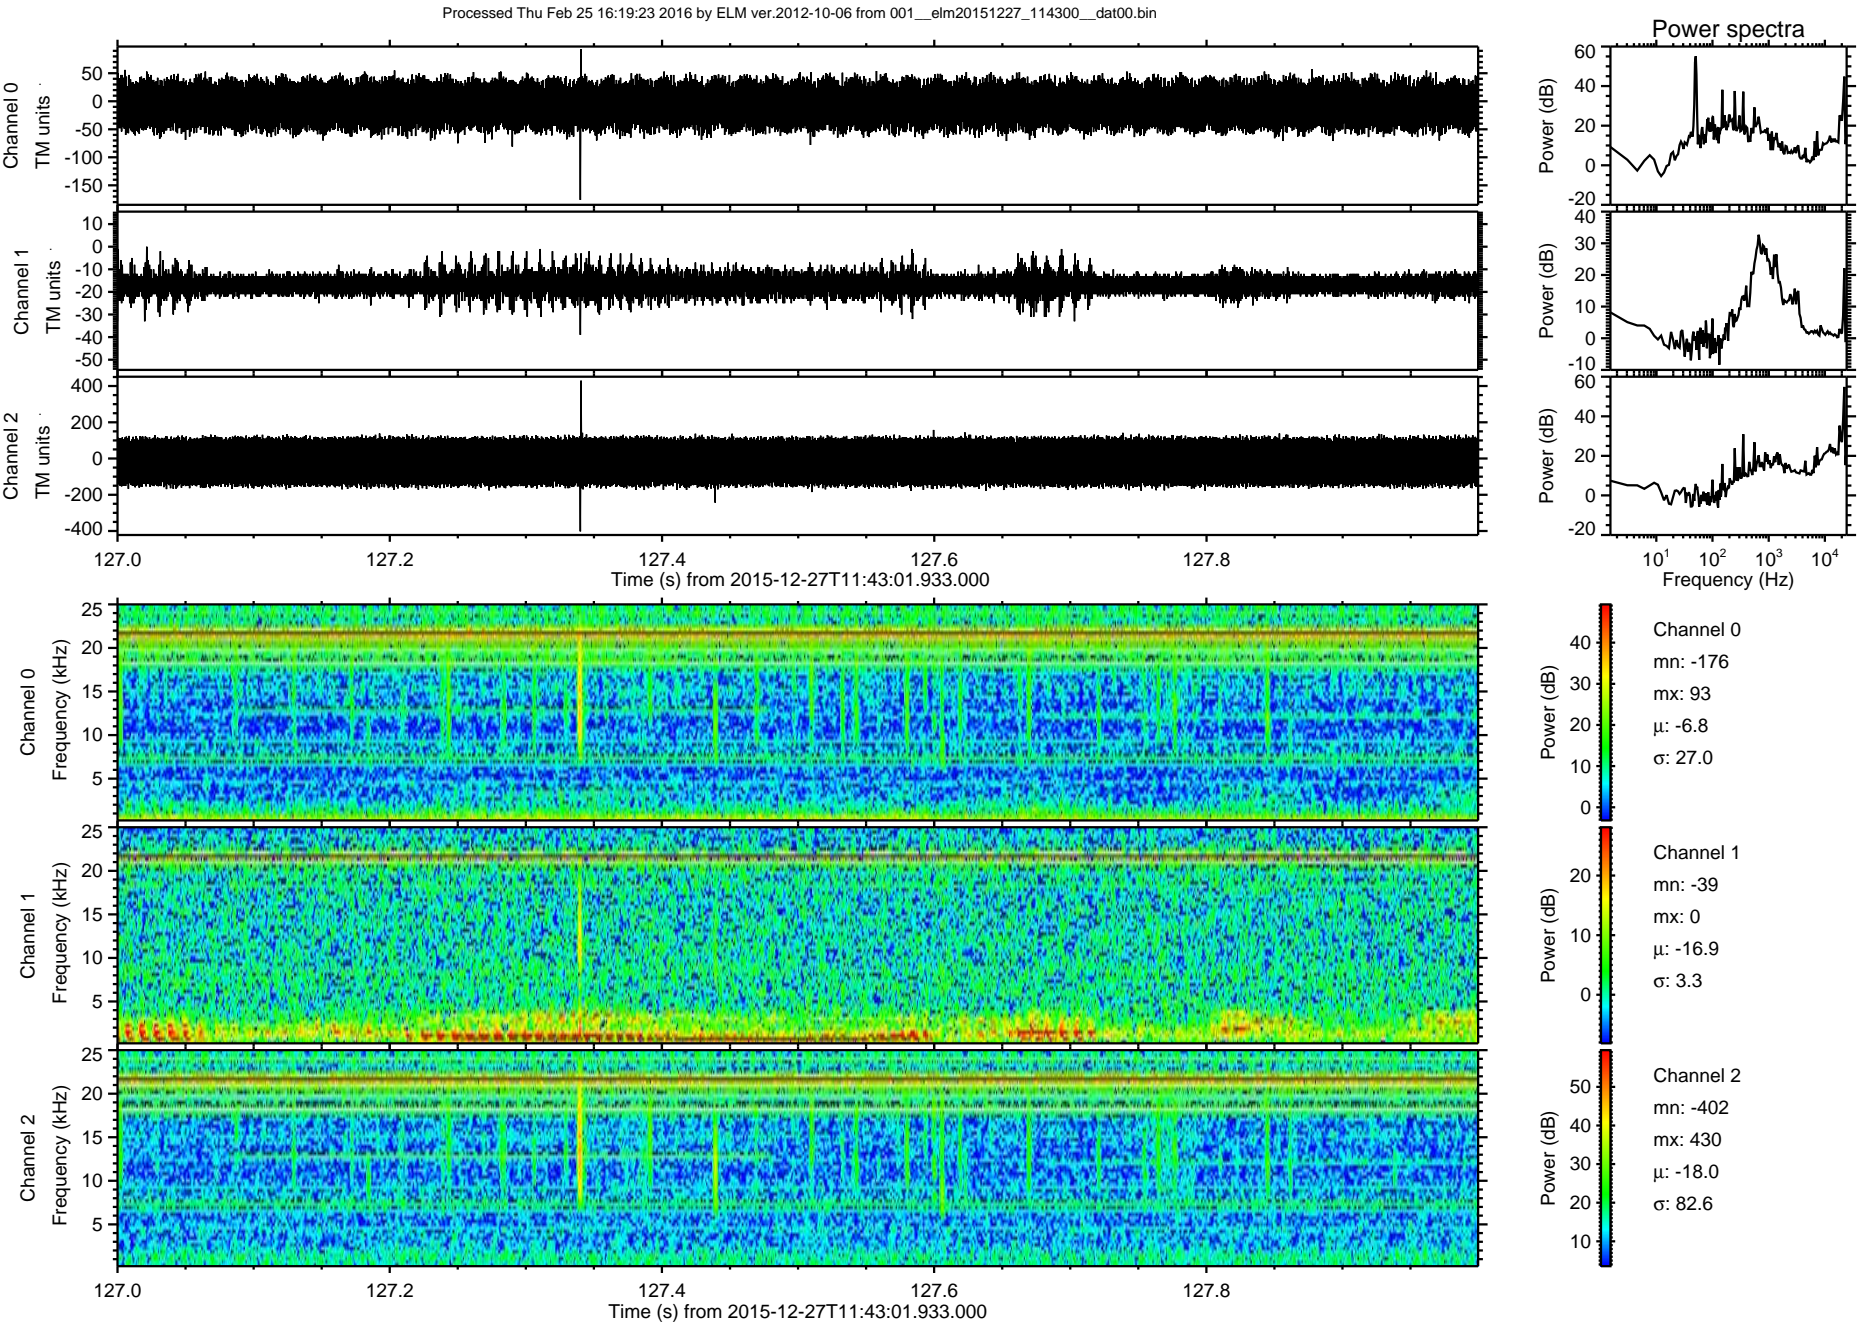 Processed Thu Feb 25 16:19:23 2016 by ELM ver.2012-10-06 from 001__elm20151227_114300__dat00.bin
Power spectra
Channel 0
TM units
50
0
-50
-100
-150
Power (dB)
60
40
20
0
-20
Channel 1
TM units
10
0
-10
-20
-30
-40
-50
Power (dB)
40
30
20
10
0
-10
Channel 2
TM units
400
200
0
-200
-400
Power (dB)
60
40
20
0
-20
127.0 127.2 127.4 127.6 127.8
Time (s) from 2015-12-27T11:43:01.933.000
10¹ 10² 10³ 10⁴
Frequency (Hz)
Channel 0
Frequency (kHz)
25
20
15
10
5
Power (dB)
40
30
20
10
0
Channel 0
mn: -176
mx: 93
μ: -6.8
σ: 27.0
Channel 1
Frequency (kHz)
25
20
15
10
5
Power (dB)
20
10
0
Channel 1
mn: -39
mx: 0
μ: -16.9
σ: 3.3
Channel 2
Frequency (kHz)
25
20
15
10
5
Power (dB)
50
40
30
20
10
Channel 2
mn: -402
mx: 430
μ: -18.0
σ: 82.6
127.0 127.2 127.4 127.6 127.8
Time (s) from 2015-12-27T11:43:01.933.000